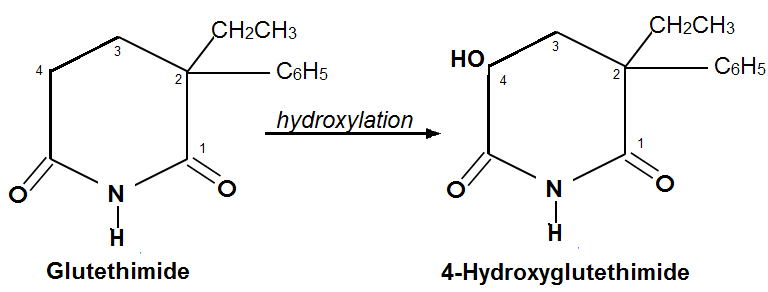 CH2CH3
3
4
2
C6H5
1
O
N
O
H
Glutethimide
hydroxylation
CH2CH3
3
HO
4
2
C6H5
1
O
N
O
H
4-Hydroxyglutethimide